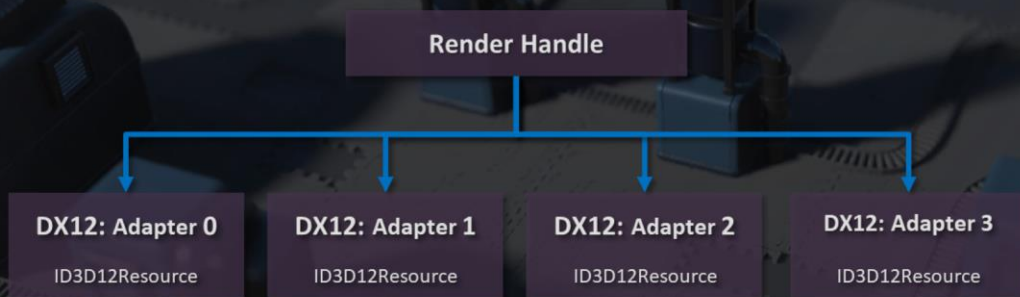 Render Handle
DX12: Adapter 0
ID3D12Resource
DX12: Adapter 1
ID3D12Resource
DX12: Adapter 2
ID3D12Resource
DX12: Adapter 3
ID3D12Resource